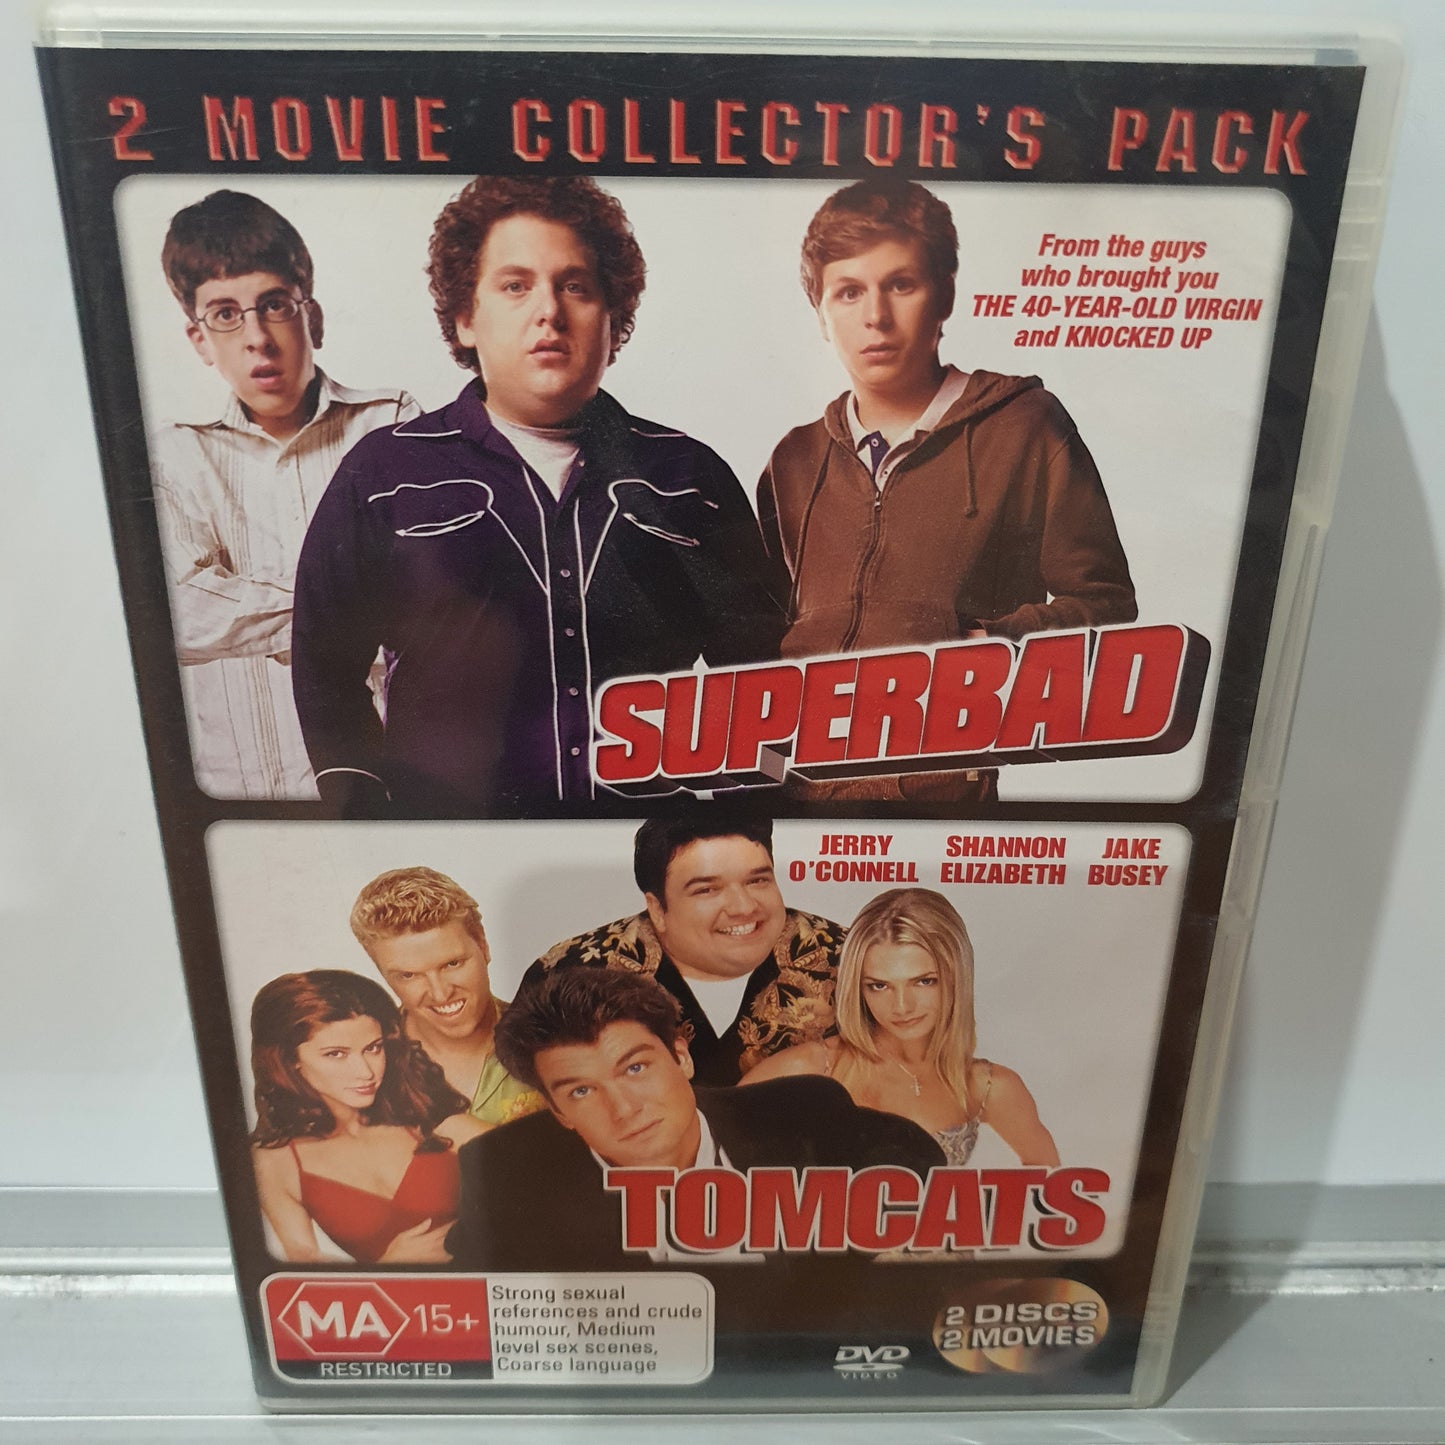 2 MOVIE COLLECTOR'S PACK
From the guys
who brought you
THE 40-YEAR-OLD VIRGIN
and KNOCKED UP
SUPERBAD
JERRY O'CONNELL
SHANNON ELIZABETH
JAKE BUSEY
TOMCATS
MA 15+
RESTRICTED
Strong sexual
references and crude
humour, Medium
level sex scenes,
Coarse language
DVD
VIDEO
2 DISCS
2 MOVIES